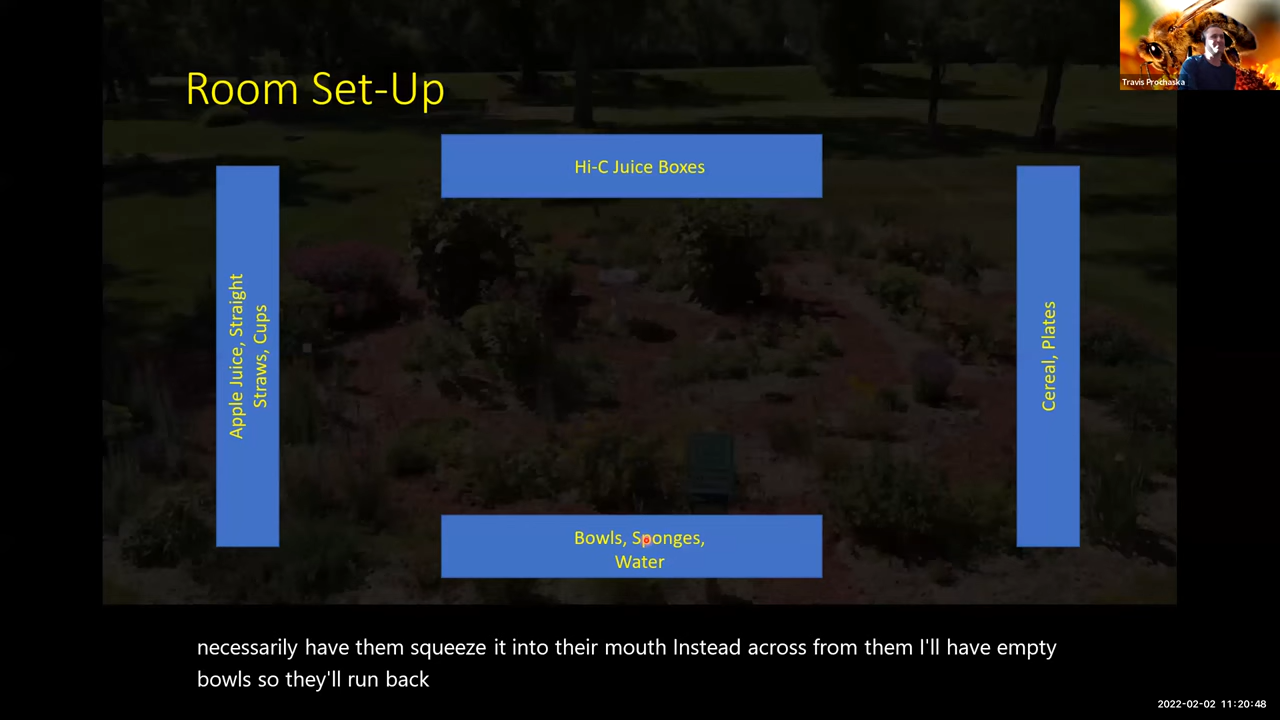 Travis Prochaska
Room Set-Up
Hi-C Juice Boxes
Apple Juice, Straight
Straws, Cups
Cereal, Plates
Bowls, Sponges,
Water
necessarily have them squeeze it into their mouth Instead across from them I'll have empty
bowls so they'll run back
2022-02-02 11:20:48